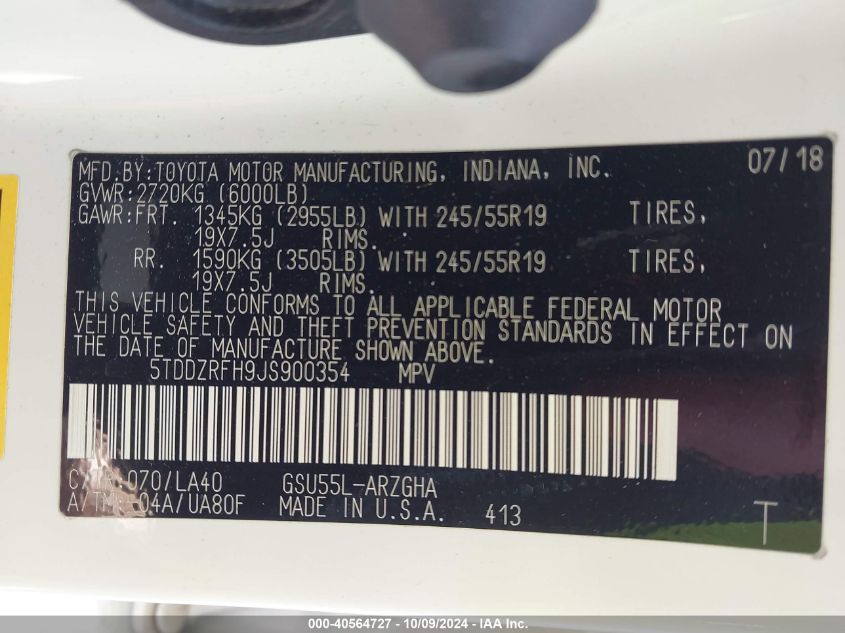 MFD.BY:TOYOTA MOTOR MANUFACTURING, INDIANA, INC. 07/18
GVWR:2720KG (6000LB)
GAWR:FRT. 1345KG (2955LB) WITH 245/55R19 TIRES,
19X7.5J RIMS.
RR. 1590KG (3505LB) WITH 245/55R19 TIRES,
19X7.5J RIMS.
THIS VEHICLE CONFORMS TO ALL APPLICABLE FEDERAL MOTOR
VEHICLE SAFETY AND THEFT PREVENTION STANDARDS IN EFFECT ON
THE DATE OF MANUFACTURE SHOWN ABOVE.
5TDDZRFH9JS900354 MPV
070/LA40 GSU55L-ARZGHA
04A/UA80F MADE IN U.S.A. 413 T
000-40564727 - 10/09/2024 - IAA Inc.